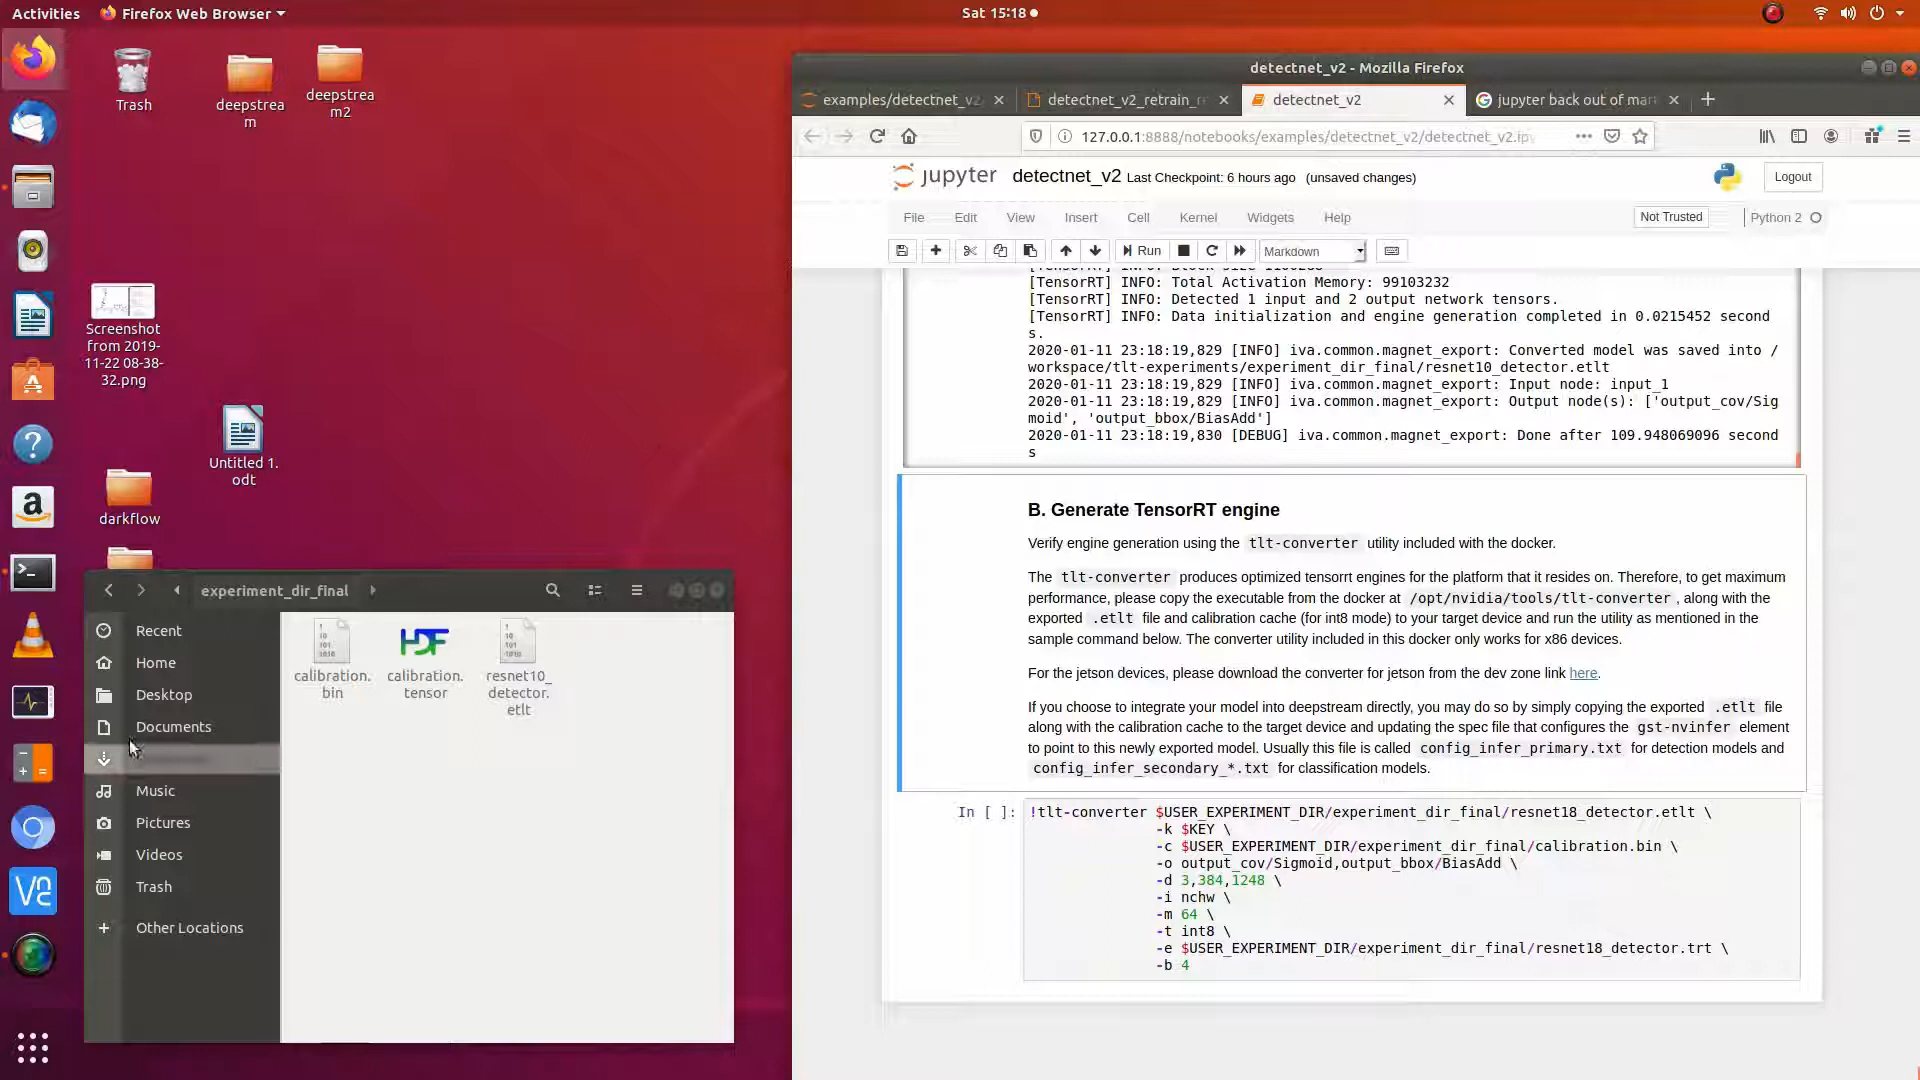 Activities
Firefox Web Browser
Sat 15:18
Trash
deepstrea
m
deepstrea
m2
Screenshot
from 2019-
11-22 08-38-
32.png
Untitled 1.
odt
darkflow
experiment_dir_final
Recent
Home
Desktop
Documents
Music
Pictures
Videos
Trash
Other Locations
calibration.
bin
calibration.
tensor
resnet10_
detector.
etlt
detectnet_v2 - Mozilla Firefox
examples/detectnet_v2
detectnet_v2_retrain_r
detectnet_v2
jupyter back out of mar
127.0.0.1:8888/notebooks/examples/detectnet_v2/detectnet_v2.ipy
jupyter
detectnet_v2 Last Checkpoint: 6 hours ago (unsaved changes)
Logout
File Edit View Insert Cell Kernel Widgets Help
Not Trusted
Python 2
Run
Markdown
[TensorRT] INFO: Total Activation Memory: 99103232
[TensorRT] INFO: Detected 1 input and 2 output network tensors.
[TensorRT] INFO: Data initialization and engine generation completed in 0.0215452 second
s.
2020-01-11 23:18:19,829 [INFO] iva.common.magnet_export: Converted model was saved into /
workspace/tlt-experiments/experiment_dir_final/resnet10_detector.etlt
2020-01-11 23:18:19,829 [INFO] iva.common.magnet_export: Input node: input_1
2020-01-11 23:18:19,829 [INFO] iva.common.magnet_export: Output node(s): ['output_cov/Sig
moid', 'output_bbox/BiasAdd']
2020-01-11 23:18:19,830 [DEBUG] iva.common.magnet_export: Done after 109.948069096 second
s
B. Generate TensorRT engine
Verify engine generation using the tlt-converter utility included with the docker.
The tlt-converter produces optimized tensorrt engines for the platform that it resides on. Therefore, to get maximum
performance, please copy the executable from the docker at /opt/nvidia/tools/tlt-converter , along with the
exported .etlt file and calibration cache (for int8 mode) to your target device and run the utility as mentioned in the
sample command below. The converter utility included in this docker only works for x86 devices.
For the jetson devices, please download the converter for jetson from the dev zone link here.
If you choose to integrate your model into deepstream directly, you may do so by simply copying the exported .etlt file
along with the calibration cache to the target device and updating the spec file that configures the gst-nvinfer element
to point to this newly exported model. Usually this file is called config_infer_primary.txt for detection models and
config_infer_secondary_*.txt for classification models.
In [ ]: !tlt-converter $USER_EXPERIMENT_DIR/experiment_dir_final/resnet18_detector.etlt \
-k $KEY \
-c $USER_EXPERIMENT_DIR/experiment_dir_final/calibration.bin \
-o output_cov/Sigmoid,output_bbox/BiasAdd \
-d 3,384,1248 \
-i nchw \
-m 64 \
-t int8 \
-e $USER_EXPERIMENT_DIR/experiment_dir_final/resnet18_detector.trt \
-b 4